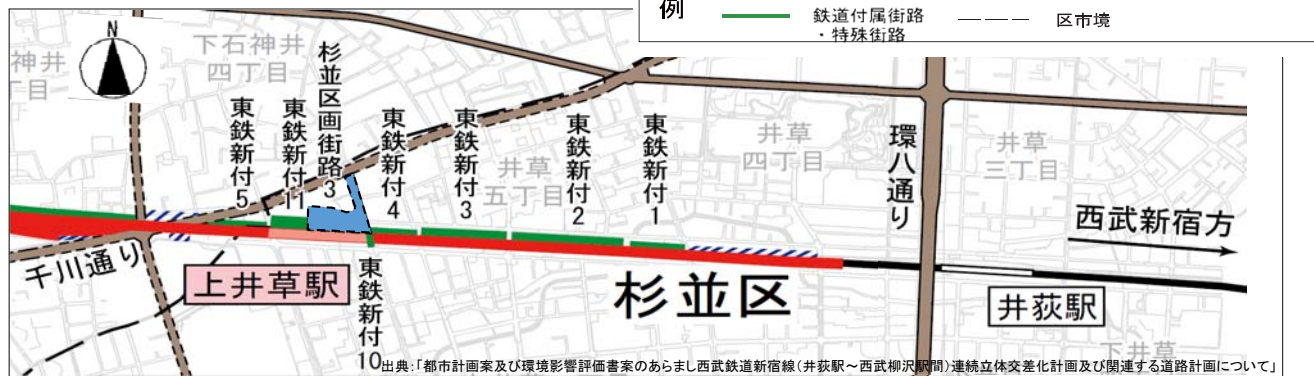 例
鉄道付属街路
・特殊街路
区市境
N
下石神井
四丁目
神井
丁目
杉並区画街路3
東鉄新付5
東鉄新付11
東鉄新付4
東鉄新付3
東鉄新付2
東鉄新付1
井草
五丁目
井草
四丁目
環八通り
井草
三丁目
西武新宿方
千川通り
上井草駅
東鉄新付10
杉並区
井荻駅
下井草
出典:「都市計画案及び環境影響評価書案のあらまし西武鉄道新宿線(井荻駅~西武柳沢駅間)連続立体交差化計画及び関連する道路計画について」